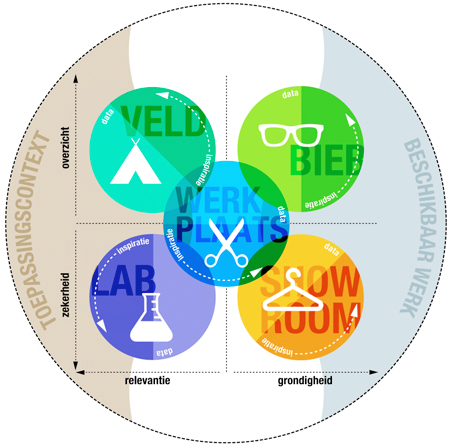 TOEPASSINGSCONTEXT
BESCHIKBAAR WERK
overzicht
zekerheid
relevantie
grondigheid
VELD
data
inspiratie
BIEB
data
inspiratie
WERK
PLAATS
data
inspiratie
LAB
inspiratie
data
SHOW
ROOM
data
inspiratie